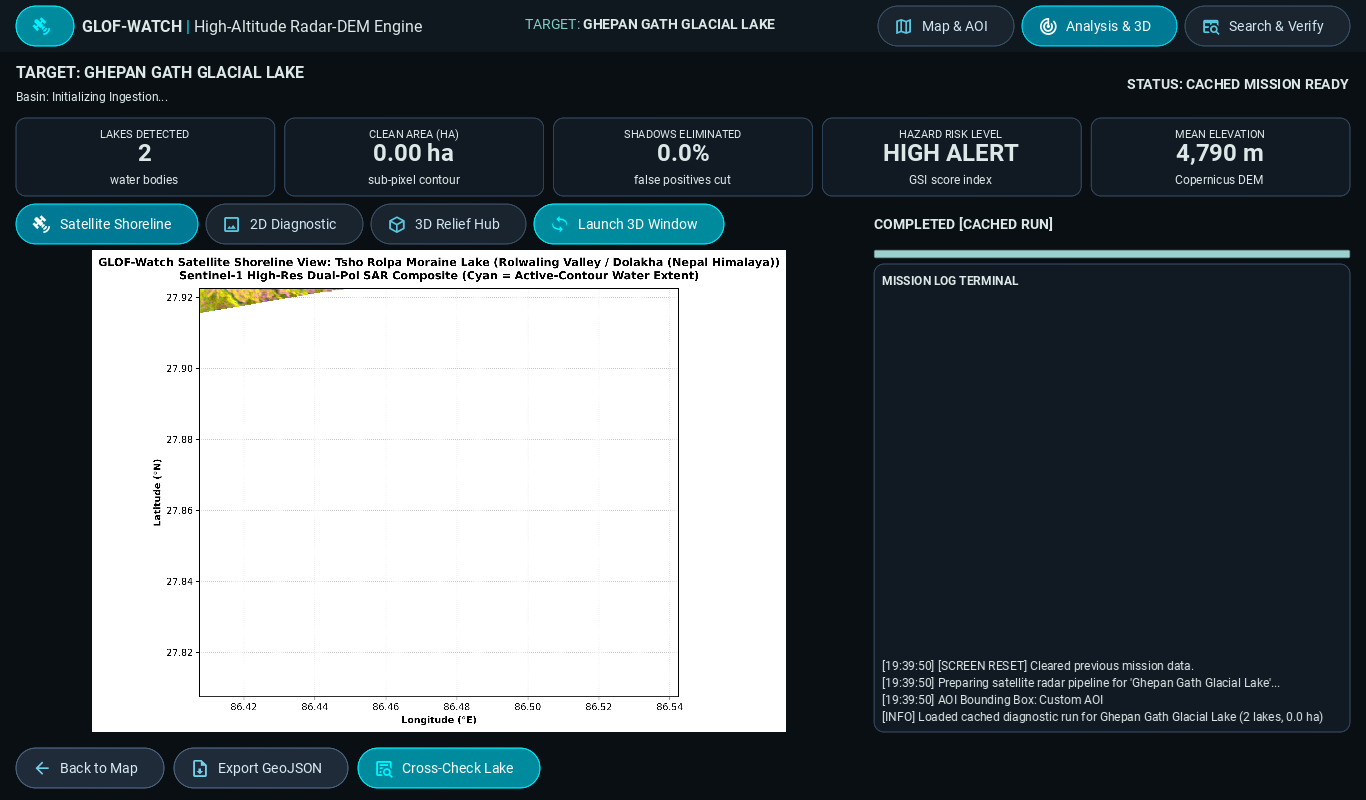 GLOF-WATCH | High-Altitude Radar-DEM Engine
TARGET: GHEPAN GATH GLACIAL LAKE
Map & AOI
Analysis & 3D
Search & Verify
TARGET: GHEPAN GATH GLACIAL LAKE
Basin: Initializing Ingestion...
STATUS: CACHED MISSION READY
LAKES DETECTED
2
water bodies
CLEAN AREA (HA)
0.00 ha
sub-pixel contour
SHADOWS ELIMINATED
0.0%
false positives cut
HAZARD RISK LEVEL
HIGH ALERT
GSI score index
MEAN ELEVATION
4,790 m
Copernicus DEM
Satellite Shoreline
2D Diagnostic
3D Relief Hub
Launch 3D Window
COMPLETED [CACHED RUN]
GLOF-Watch Satellite Shoreline View: Tsho Rolpa Moraine Lake (Rolwaling Valley / Dolakha (Nepal Himalaya))
Sentinel-1 High-Res Dual-Pol SAR Composite (Cyan = Active-Contour Water Extent)
27.92
27.90
27.88
27.86
27.84
27.82
Latitude (°N)
86.42 86.44 86.46 86.48 86.50 86.52 86.54
Longitude (°E)
MISSION LOG TERMINAL
[19:39:50] [SCREEN RESET] Cleared previous mission data.
[19:39:50] Preparing satellite radar pipeline for 'Ghepan Gath Glacial Lake'...
[19:39:50] AOI Bounding Box: Custom AOI
[INFO] Loaded cached diagnostic run for Ghepan Gath Glacial Lake (2 lakes, 0.0 ha)
Back to Map
Export GeoJSON
Cross-Check Lake